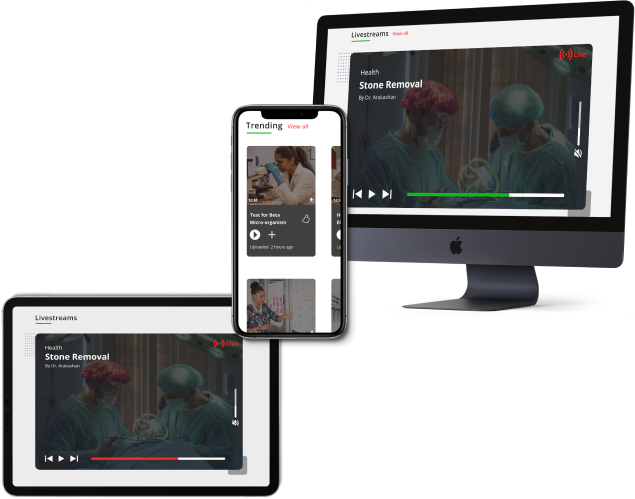 Livestreams View all
Live
Health
Stone Removal
By Dr. Arakashan
Trending View all
Test for Beta
Micro-organism
Uploaded 2 hours ago
Livestreams
Live
Health
Stone Removal
By Dr. Arakashan